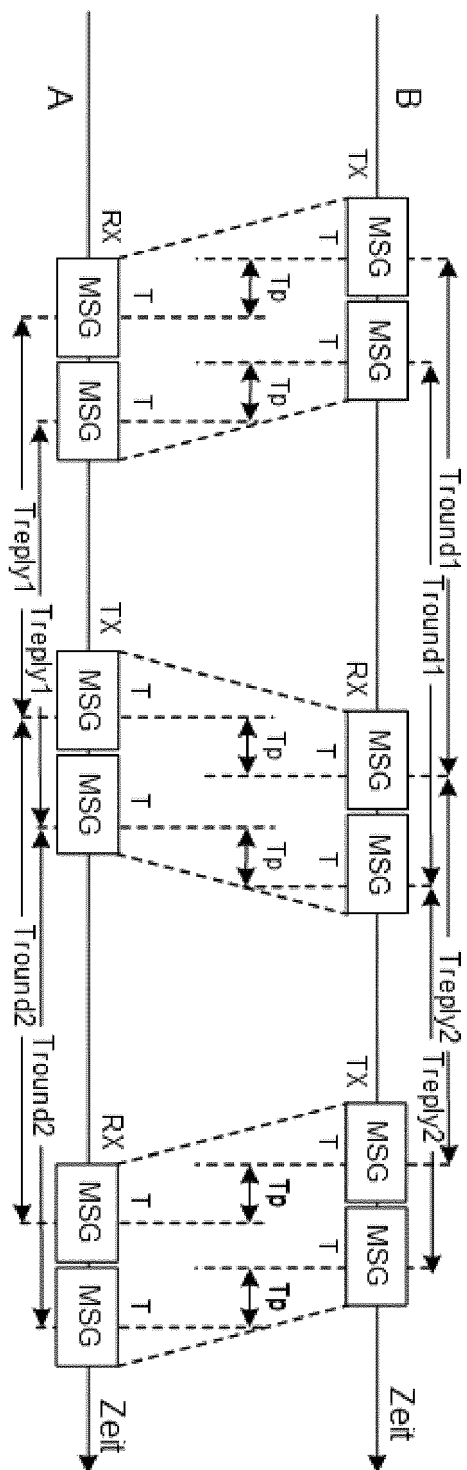 B
TX
MSG
MSG
T
T
Tp
Tp
Tround1
Tround1
RX
MSG
MSG
T
T
Tp
Tp
Treply2
Treply2
TX
MSG
MSG
T
T
Tp
Tp
Zeit
A
RX
T
T
MSG
MSG
Treply1
Treply1
TX
T
T
MSG
MSG
Tround2
Tround2
RX
T
T
MSG
MSG
Zeit